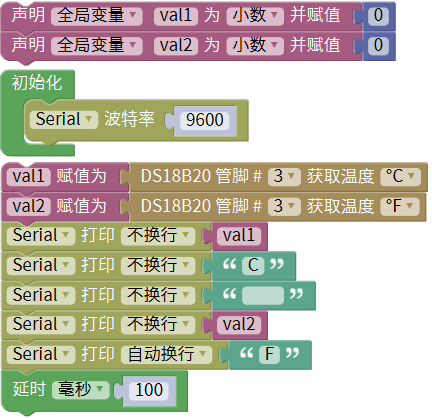 声明 全局变量 val1 为 小数 并赋值 0
声明 全局变量 val2 为 小数 并赋值 0
初始化
Serial 波特率 9600
val1 赋值为 DS18B20 管脚 # 3 获取温度 ℃
val2 赋值为 DS18B20 管脚 # 3 获取温度 ℉
Serial 打印 不换行 val1
Serial 打印 不换行 “ C ”
Serial 打印 不换行 “ ”
Serial 打印 不换行 val2
Serial 打印 自动换行 “ F ”
延时 毫秒 100